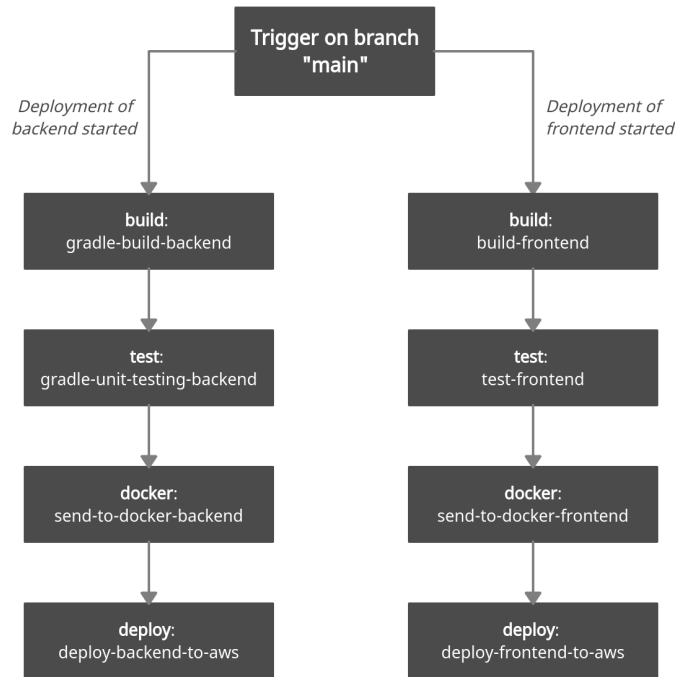 Trigger on branch
"main"
Deployment of
backend started
Deployment of
frontend started
build:
gradle-build-backend
build:
build-frontend
test:
gradle-unit-testing-backend
test:
test-frontend
docker:
send-to-docker-backend
docker:
send-to-docker-frontend
deploy:
deploy-backend-to-aws
deploy:
deploy-frontend-to-aws